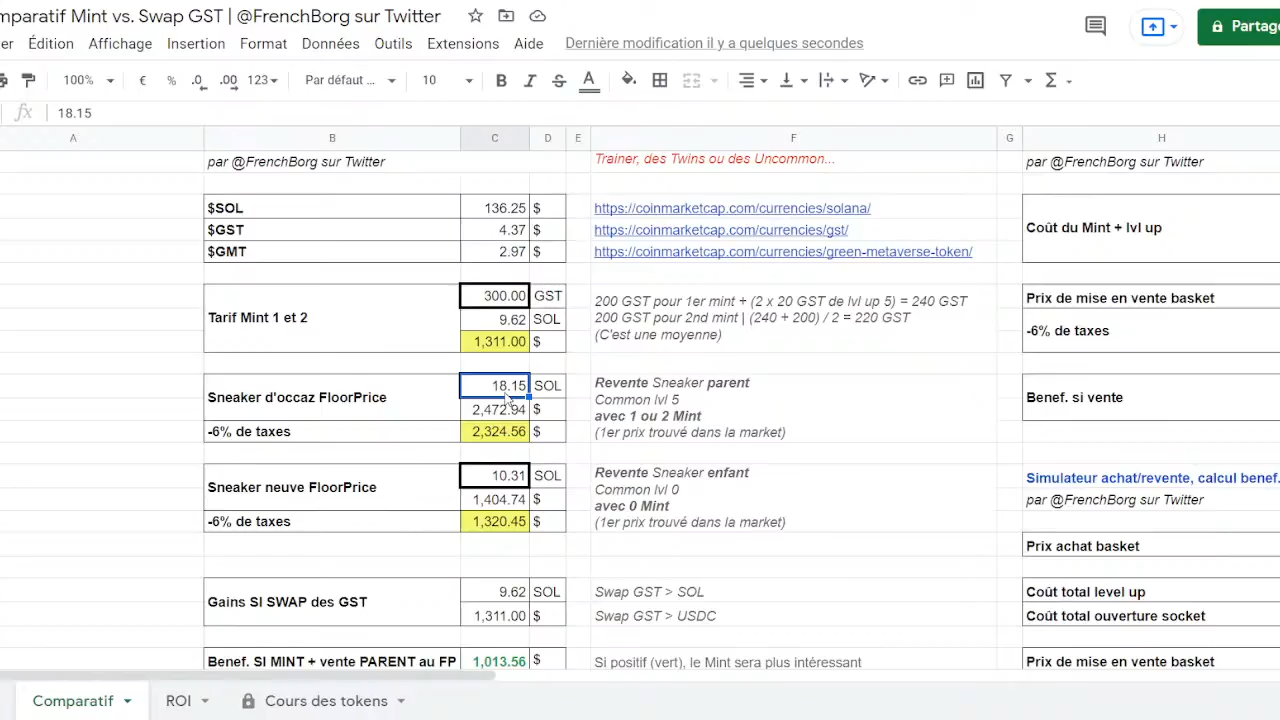 mparatif Mint vs. Swap GST | @FrenchBorg sur Twitter
er Édition Affichage Insertion Format Données Outils Extensions Aide Dernière modification il y a quelques secondes
Partage
100% € % .0 .00 123 Par défaut ... 10 B I S A Σ
fx 18.15
A B C D E F G H
par @FrenchBorg sur Twitter Trainer, des Twins ou des Uncommon... par @FrenchBorg sur Twitter
$SOL 136.25 $ https://coinmarketcap.com/currencies/solana/
$GST 4.37 $ https://coinmarketcap.com/currencies/gst/ Coût du Mint + lvl up
$GMT 2.97 $ https://coinmarketcap.com/currencies/green-metaverse-token/
300.00 GST 200 GST pour 1er mint + (2 x 20 GST de lvl up 5) = 240 GST Prix de mise en vente basket
Tarif Mint 1 et 2 9.62 SOL 200 GST pour 2nd mint | (240 + 200) / 2 = 220 GST -6% de taxes
1,311.00 $ (C'est une moyenne)
18.15 SOL Revente Sneaker parent
Sneaker d'occaz FloorPrice Common lvl 5 Benef. si vente
2,472.94 $ avec 1 ou 2 Mint
-6% de taxes 2,324.56 $ (1er prix trouvé dans la market)
10.31 SOL Revente Sneaker enfant Simulateur achat/revente, calcul benef.
Sneaker neuve FloorPrice Common lvl 0
1,404.74 $ avec 0 Mint par @FrenchBorg sur Twitter
-6% de taxes 1,320.45 $ (1er prix trouvé dans la market)
Prix achat basket
9.62 SOL Swap GST > SOL Coût total level up
Gains SI SWAP des GST
1,311.00 $ Swap GST > USDC Coût total ouverture socket
Benef. SI MINT + vente PARENT au FP 1,013.56 $ Si positif (vert), le Mint sera plus intéressant Prix de mise en vente basket
Comparatif ROI Cours des tokens